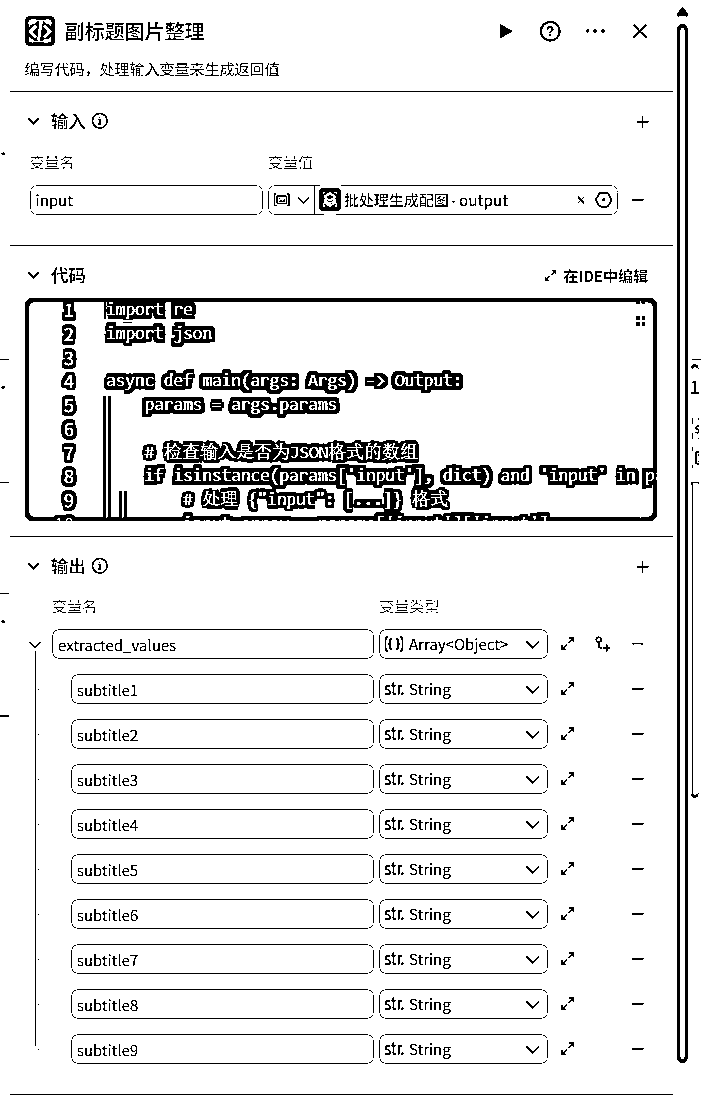 副标题图片整理
编写代码，处理输入变量来生成返回值
输入
变量名 变量值
input 批处理生成配图 - output
代码 在IDE中编辑
1 import re
2 import json
3
4 async def main(args: Args) -> Output:
5 params = args.params
6
7 # 检查输入是否为JSON格式的数组
8 if isinstance(params["input"], dict) and "input" in p
9 # 处理 {"input": [...]} 格式
输出
变量名 变量类型
extracted_values Array<Object>
subtitle1 str. String
subtitle2 str. String
subtitle3 str. String
subtitle4 str. String
subtitle5 str. String
subtitle6 str. String
subtitle7 str. String
subtitle8 str. String
subtitle9 str. String